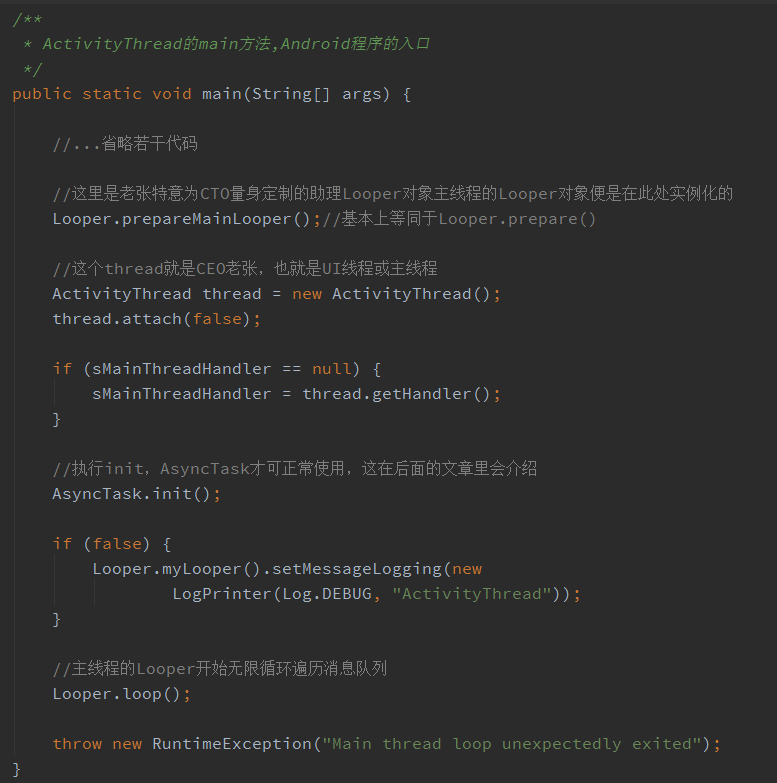 /**
 * ActivityThread的main方法,Android程序的入口
 */
public static void main(String[] args) {

    //...省略若干代码

    //这里是老张特意为CTO量身定制的助理Looper对象主线程的Looper对象便是在此处实例化的
    Looper.prepareMainLooper();//基本上等同于Looper.prepare()

    //这个thread就是CEO老张，也就是UI线程或主线程
    ActivityThread thread = new ActivityThread();
    thread.attach(false);

    if (sMainThreadHandler == null) {
        sMainThreadHandler = thread.getHandler();
    }

    //执行init，AsyncTask才可正常使用，这在后面的文章里会介绍
    AsyncTask.init();

    if (false) {
        Looper.myLooper().setMessageLogging(new
                LogPrinter(Log.DEBUG, "ActivityThread"));
    }

    //主线程的Looper开始无限循环遍历消息队列
    Looper.loop();

    throw new RuntimeException("Main thread loop unexpectedly exited");
}